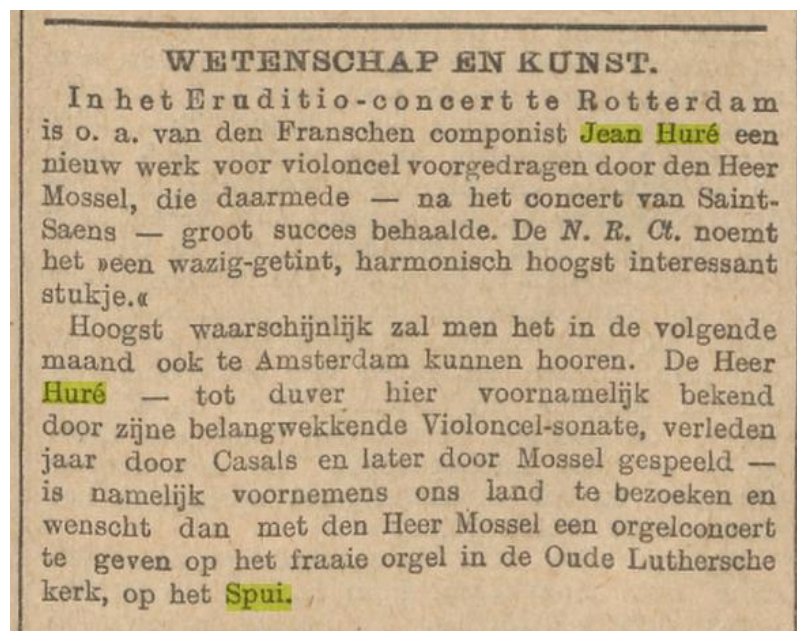 WETENSCHAP EN KUNST.
In het Eruditio-concert te Rotterdam
is o. a. van den Franschen componist Jean Huré een
nieuw werk voor violoncel voorgedragen door den Heer
Mossel, die daarmede — na het concert van Saint-
Saens — groot succes behaalde. De N. R. Ct. noemt
het »een wazig-getint, harmonisch hoogst interessant
stukje.«
Hoogst waarschijnlijk zal men het in de volgende
maand ook te Amsterdam kunnen hooren. De Heer
Huré — tot duver hier voornamelijk bekend
door zijne belangwekkende Violoncel-sonate, verleden
jaar door Casals en later door Mossel gespeeld —
is namelijk voornemens ons land te bezoeken en
wenscht dan met den Heer Mossel een orgelconcert
te geven op het fraaie orgel in de Oude Luthersche
kerk, op het Spui.